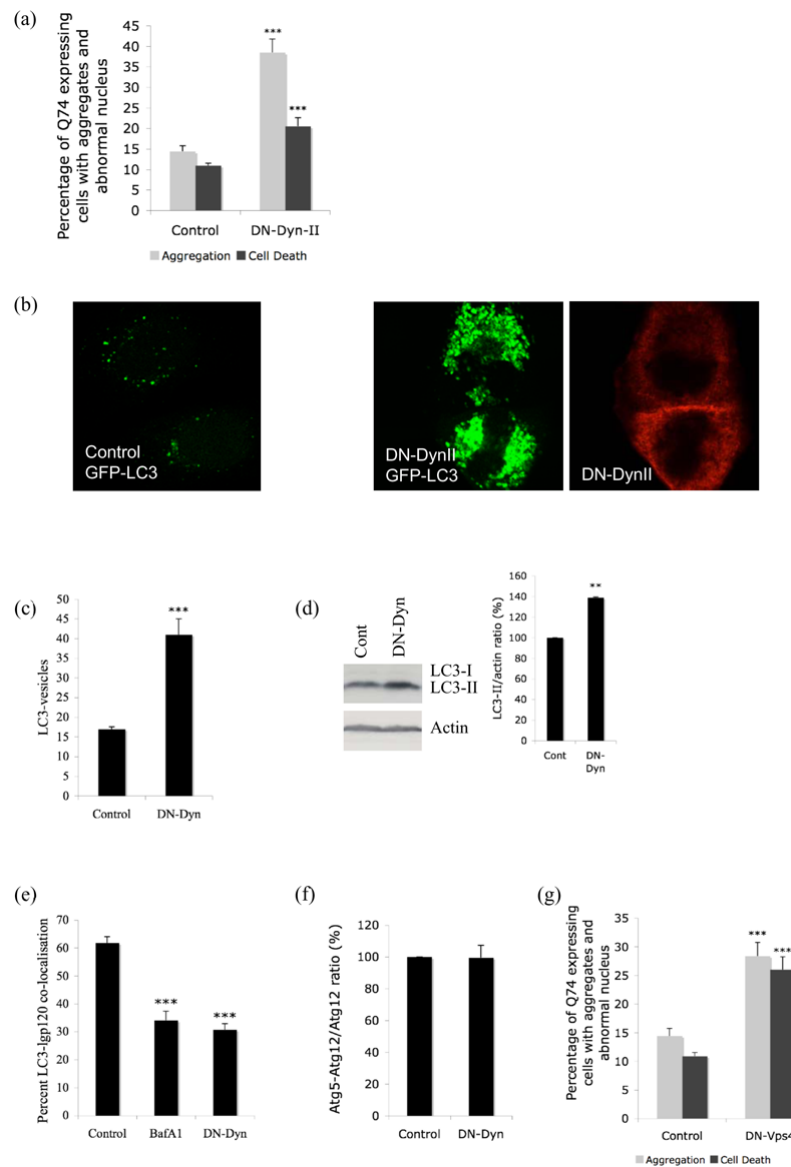 (a)
Percentage of Q74 expressing
cells with aggregates and
abnormal nucleus
45
40
35
30
25
20
15
10
5
0
***
***
Control
DN-Dyn-II
Aggregation
Cell Death
(b)
Control
GFP-LC3
DN-DynII
GFP-LC3
DN-DynII
(c)
LC3-vesicles
50
45
40
35
30
25
20
15
10
5
0
***
Control
DN-Dyn
(d)
Cont
DN-Dyn
LC3-I
LC3-II
Actin
LC3-II/actin ratio (%)
160
140
120
100
80
60
40
20
0
**
Cont
DN-
Dyn
(e)
Percent LC3-lgp120 co-localisation
70
60
50
40
30
20
10
0
***
***
Control
BafA1
DN-Dyn
(f)
Atg5-Atg12/Atg12 ratio (%)
120
100
80
60
40
20
0
Control
DN-Dyn
(g)
Percentage of Q74 expressing
cells with aggregates and
abnormal nucleus
35
30
25
20
15
10
5
0
***
***
Control
DN-Vps4
Aggregation
Cell Death